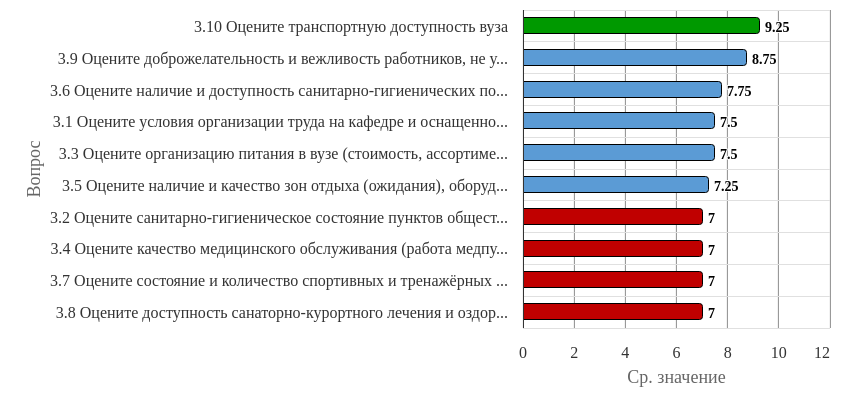 3.10 Оцените транспортную доступность вуза 9.25
3.9 Оцените доброжелательность и вежливость работников, не у... 8.75
3.6 Оцените наличие и доступность санитарно-гигиенических по... 7.75
3.1 Оцените условия организации труда на кафедре и оснащенно... 7.5
3.3 Оцените организацию питания в вузе (стоимость, ассортиме... 7.5
3.5 Оцените наличие и качество зон отдыха (ожидания), оборуд... 7.25
3.2 Оцените санитарно-гигиеническое состояние пунктов общест... 7
3.4 Оцените качество медицинского обслуживания (работа медпу... 7
3.7 Оцените состояние и количество спортивных и тренажёрных ... 7
3.8 Оцените доступность санаторно-курортного лечения и оздор... 7
Вопрос
0 2 4 6 8 10 12
Ср. значение